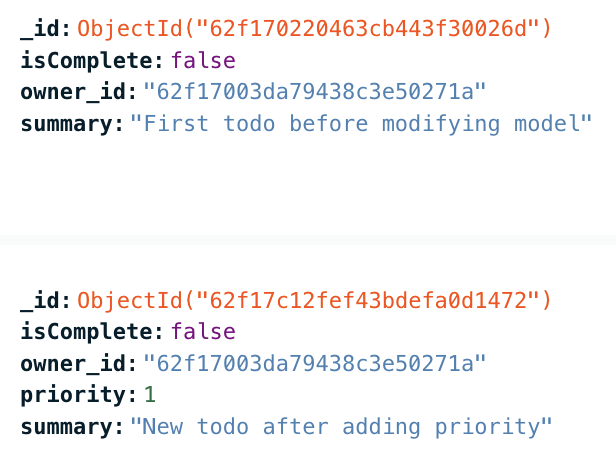 _id: ObjectId("62f170220463cb443f30026d")
isComplete: false
owner_id: "62f17003da79438c3e50271a"
summary: "First todo before modifying model"
_id: ObjectId("62f17c12fef43bdefa0d1472")
isComplete: false
owner_id: "62f17003da79438c3e50271a"
priority: 1
summary: "New todo after adding priority"